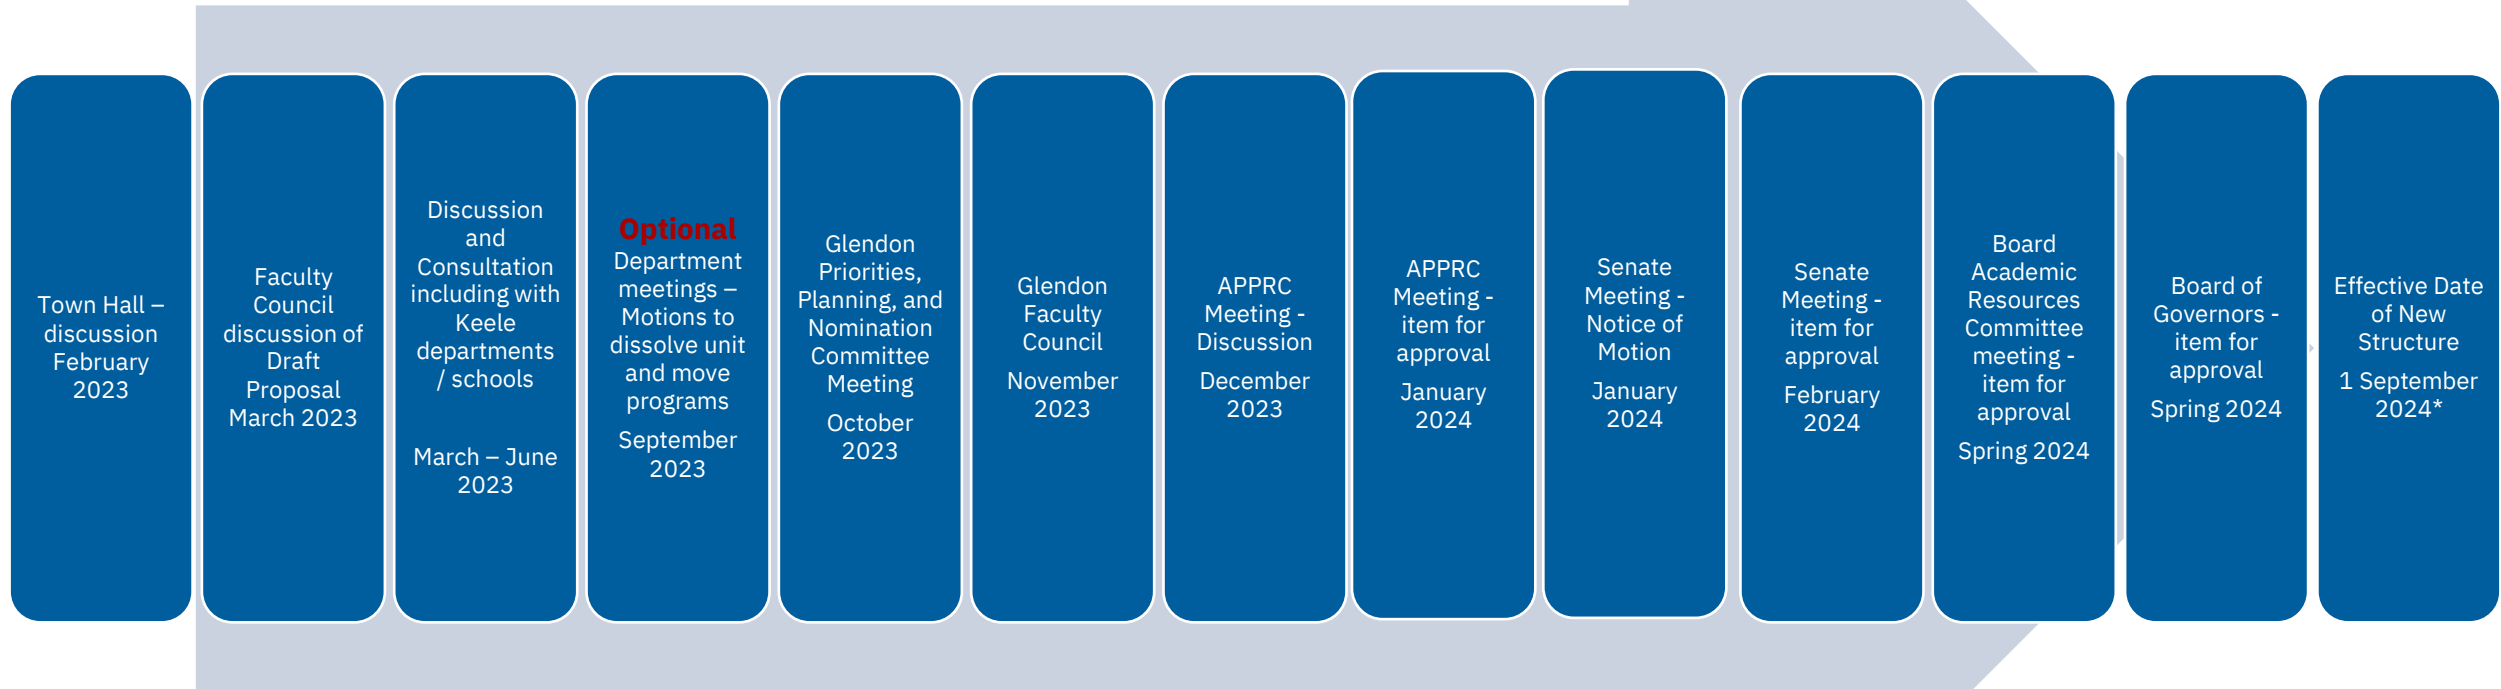 Town Hall –
discussion
February
2023
Faculty
Council
discussion of
Draft
Proposal
March 2023
Discussion
and
Consultation
including with
Keele
departments
/ schools
March – June
2023
Optional
Department
meetings –
Motions to
dissolve unit
and move
programs
September
2023
Glendon
Priorities,
Planning, and
Nomination
Committee
Meeting
October
2023
Glendon
Faculty
Council
November
2023
APPRC
Meeting -
Discussion
December
2023
APPRC
Meeting -
item for
approval
January
2024
Senate
Meeting -
Notice of
Motion
January
2024
Senate
Meeting -
item for
approval
February
2024
Board
Academic
Resources
Committee
meeting -
item for
approval
Spring 2024
Board of
Governors -
item for
approval
Spring 2024
Effective Date
of New
Structure
1 September
2024*